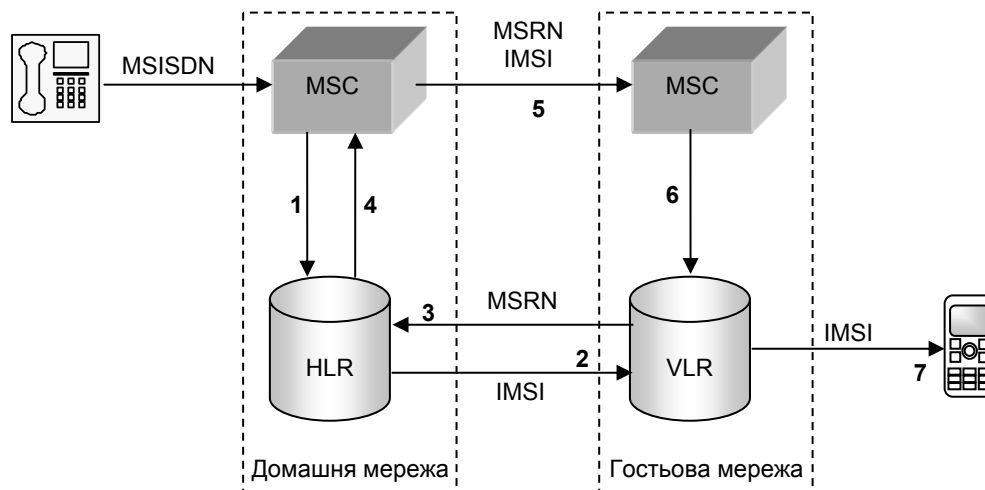 MSISDN
MSC
MSRN
IMSI
5
MSC
1
4
6
HLR
3
MSRN
2
IMSI
VLR
IMSI
7
Домашня мережа
Гостьова мережа